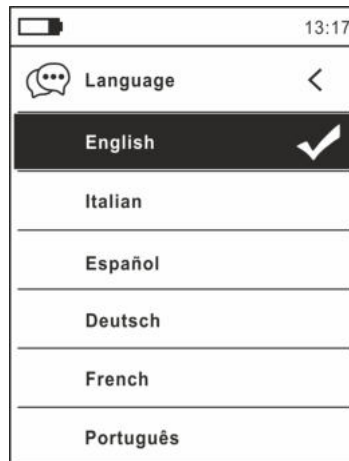 13:17
Language
English
Italian
Español
Deutsch
French
Português